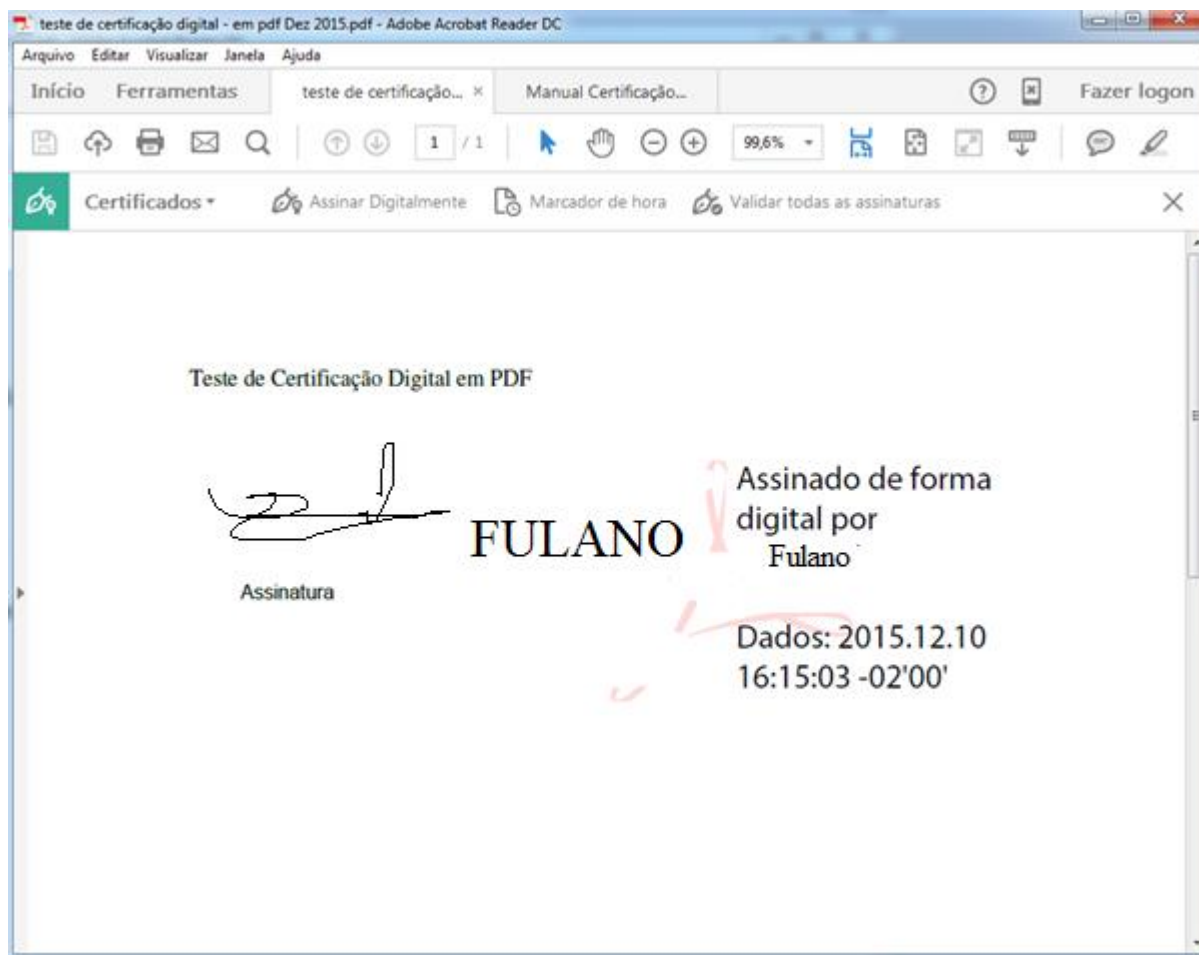 teste de certificação digital - em pdf Dez 2015.pdf - Adobe Acrobat Reader DC
Arquivo Editar Visualizar Janela Ajuda
Início Ferramentas teste de certificação... × Manual Certificação... Fazer logon
1 / 1 99,6%
Certificados Assinar Digitalmente Marcador de hora Validar todas as assinaturas
Teste de Certificação Digital em PDF
Assinatura
FULANO
Assinado de forma
digital por
Fulano
Dados: 2015.12.10
16:15:03 -02'00'